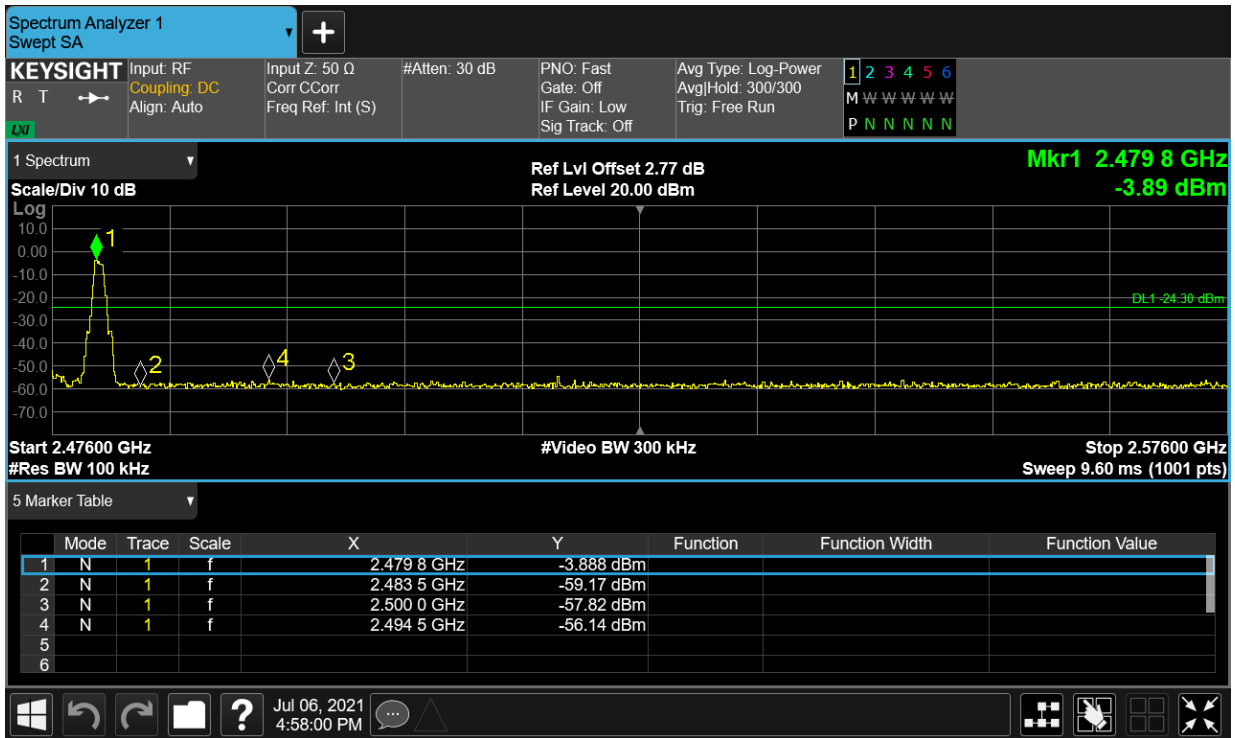 Spectrum Analyzer 1
Swept SA
+
KEYSIGHT
R T
LXI
Input: RF
Coupling: DC
Align: Auto
Input Z: 50 Ω
Corr CCorr
Freq Ref: Int (S)
#Atten: 30 dB
PNO: Fast
Gate: Off
IF Gain: Low
Sig Track: Off
Avg Type: Log-Power
Avg|Hold: 300/300
Trig: Free Run
1 2 3 4 5 6
M W W W W W
P N N N N N
1 Spectrum
Scale/Div 10 dB
Ref Lvl Offset 2.77 dB
Ref Level 20.00 dBm
Mkr1 2.479 8 GHz
-3.89 dBm
Log
10.0
0.00
-10.0
-20.0
-30.0
-40.0
-50.0
-60.0
-70.0
1
2
4
3
DL1 -24.30 dBm
Start 2.47600 GHz
#Res BW 100 kHz
#Video BW 300 kHz
Stop 2.57600 GHz
Sweep 9.60 ms (1001 pts)
5 Marker Table
Mode Trace Scale X Y Function Function Width Function Value
1 N 1 f 2.479 8 GHz -3.888 dBm
2 N 1 f 2.483 5 GHz -59.17 dBm
3 N 1 f 2.500 0 GHz -57.82 dBm
4 N 1 f 2.494 5 GHz -56.14 dBm
5
6
?
Jul 06, 2021
4:58:00 PM